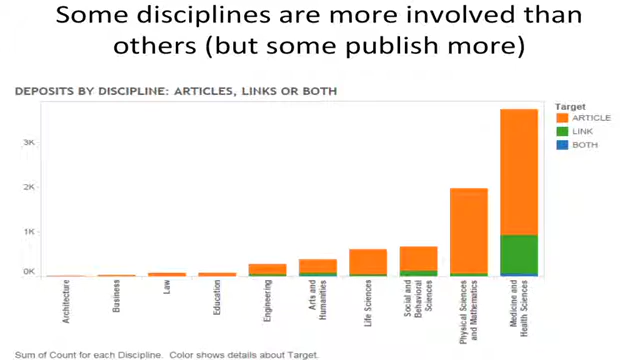 Some disciplines are more involved than
others (but some publish more)
DEPOSITS BY DISCIPLINE: ARTICLES, LINKS OR BOTH
Target
ARTICLE
LINK
BOTH
3K
2K
1K
0K
Architecture
Business
Law
Education
Engineering
Arts and
Humanities
Life Sciences
Social and
Behavioral
Sciences
Physical Sciences
and Mathematics
Medicine and
Health Sciences
Sum of Count for each Discipline.  Color shows details about Target.